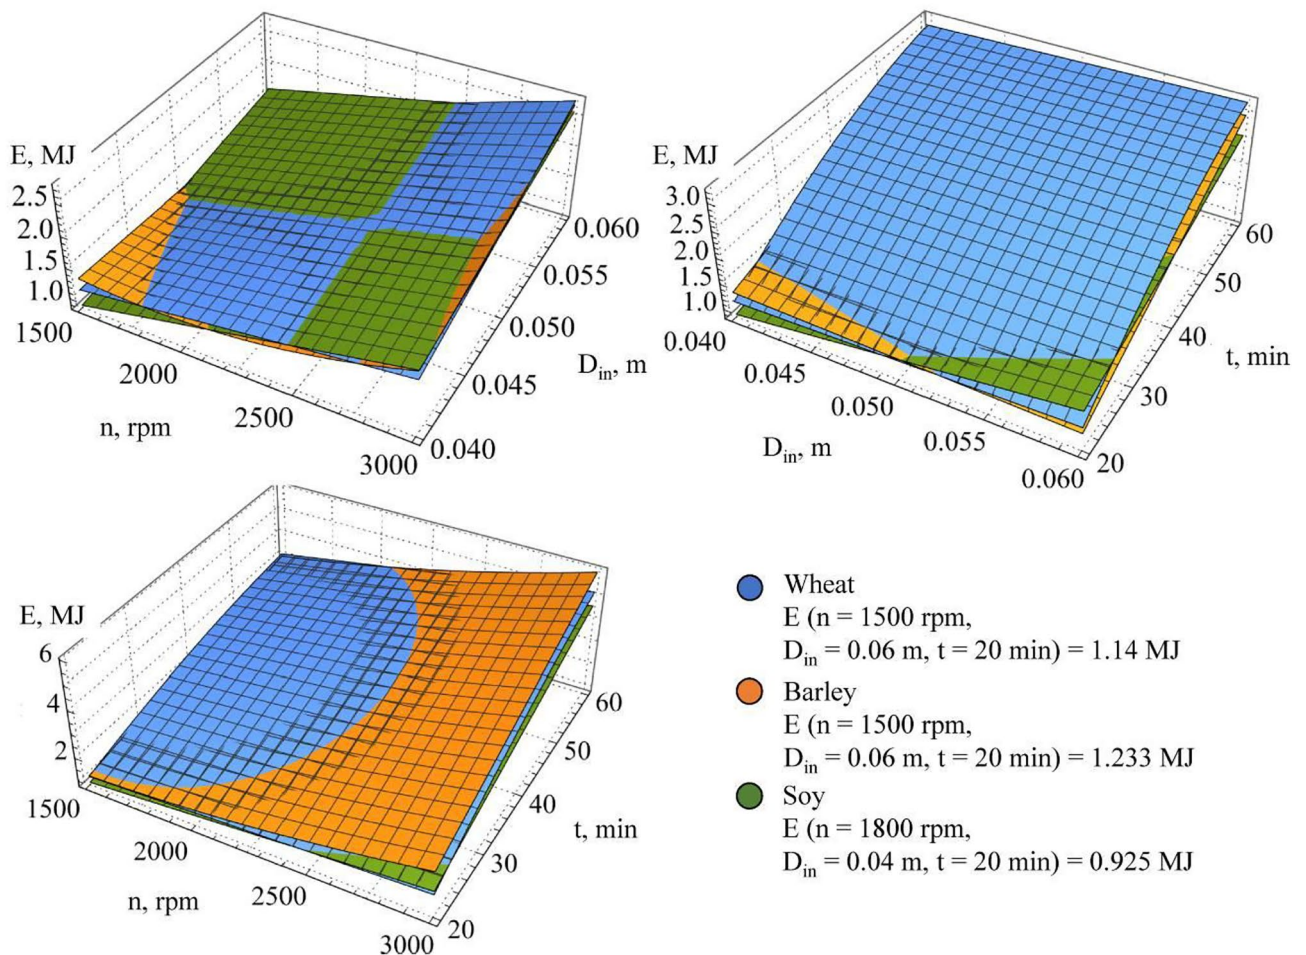 E, MJ
2.5
2.0
1.5
1.0
1500
2000
2500
3000
n, rpm
0.060
0.055
0.050
0.045
0.040
D_in, m
E, MJ
3.0
2.5
2.0
1.5
1.0
0.040
0.045
0.050
0.055
0.060
D_in, m
60
50
40
30
20
t, min
E, MJ
6
4
2
1500
2000
2500
3000
n, rpm
60
50
40
30
20
t, min
Wheat
E (n = 1500 rpm,
D_in = 0.06 m, t = 20 min) = 1.14 MJ
Barley
E (n = 1500 rpm,
D_in = 0.06 m, t = 20 min) = 1.233 MJ
Soy
E (n = 1800 rpm,
D_in = 0.04 m, t = 20 min) = 0.925 MJ